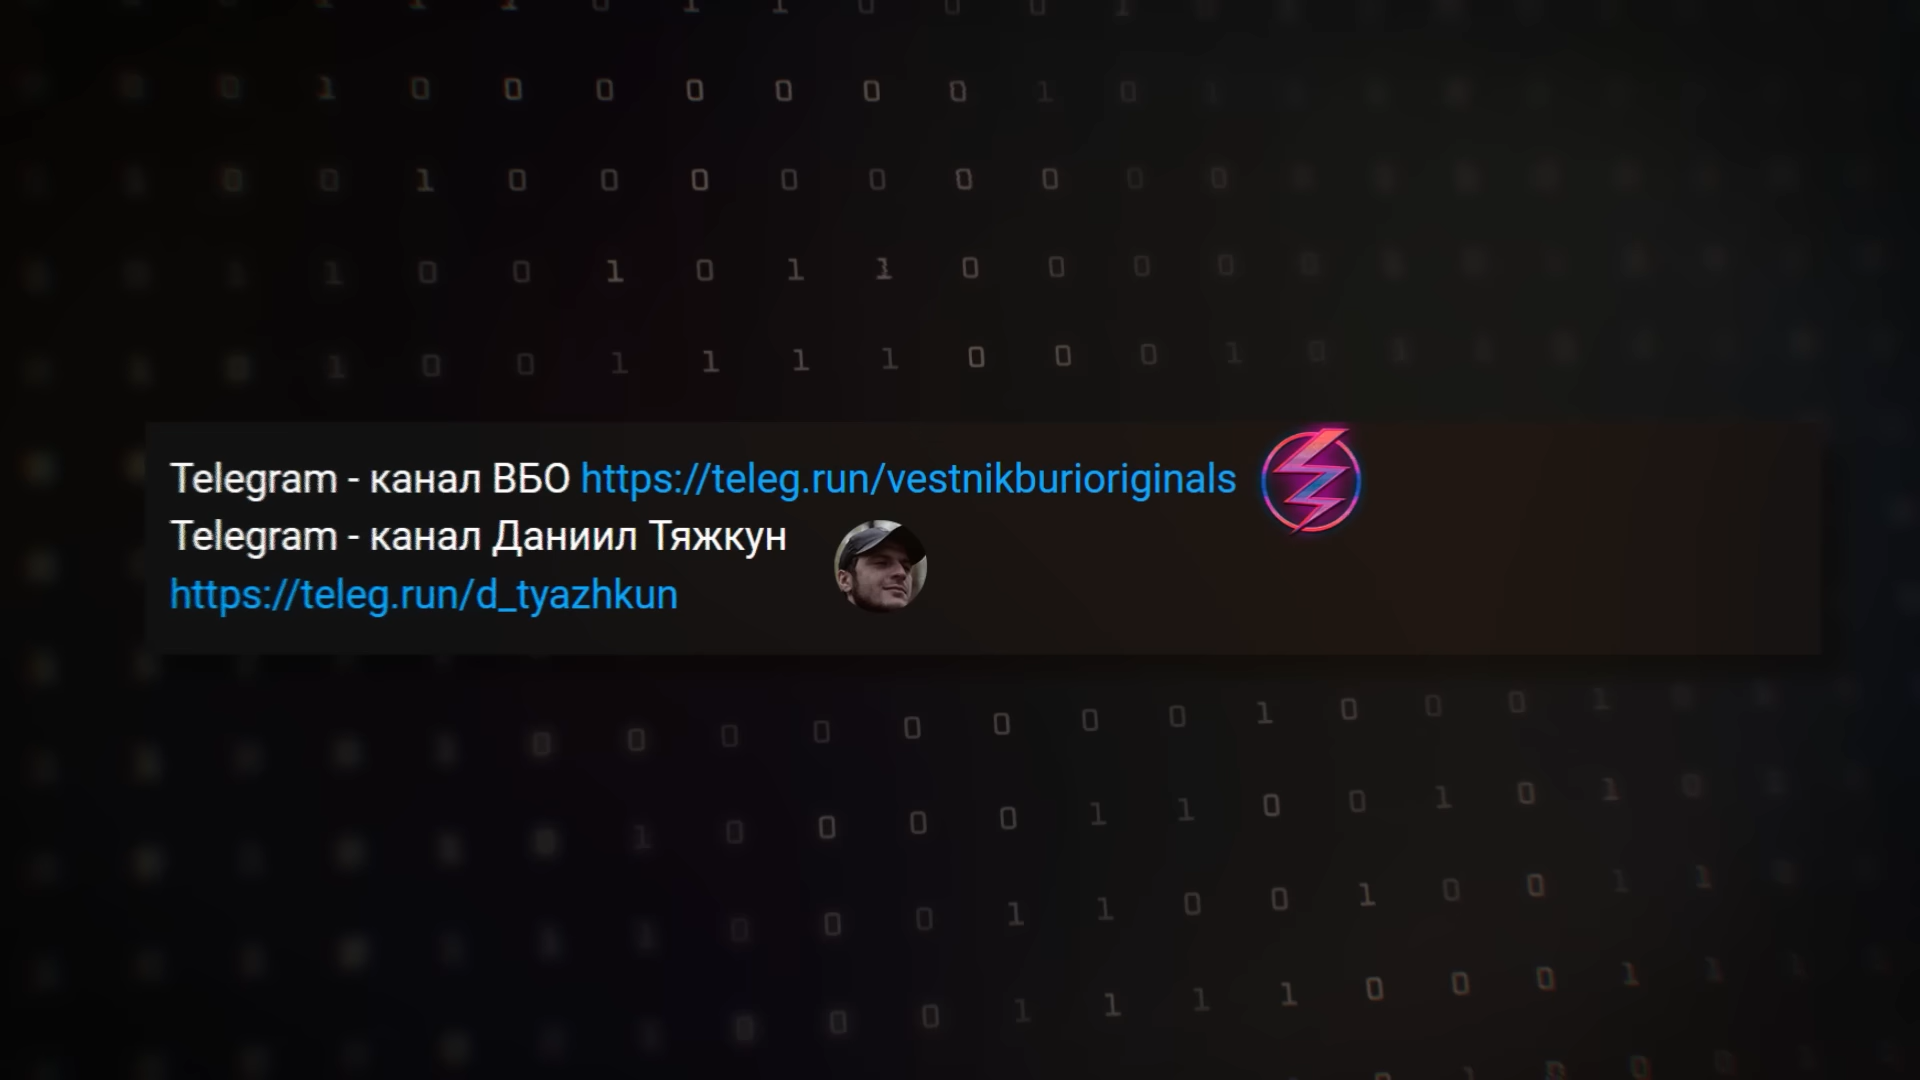 Telegram - канал ВБО https://teleg.run/vestnikburioriginals
Telegram - канал Даниил Тяжкун
https://teleg.run/d_tyazhkun